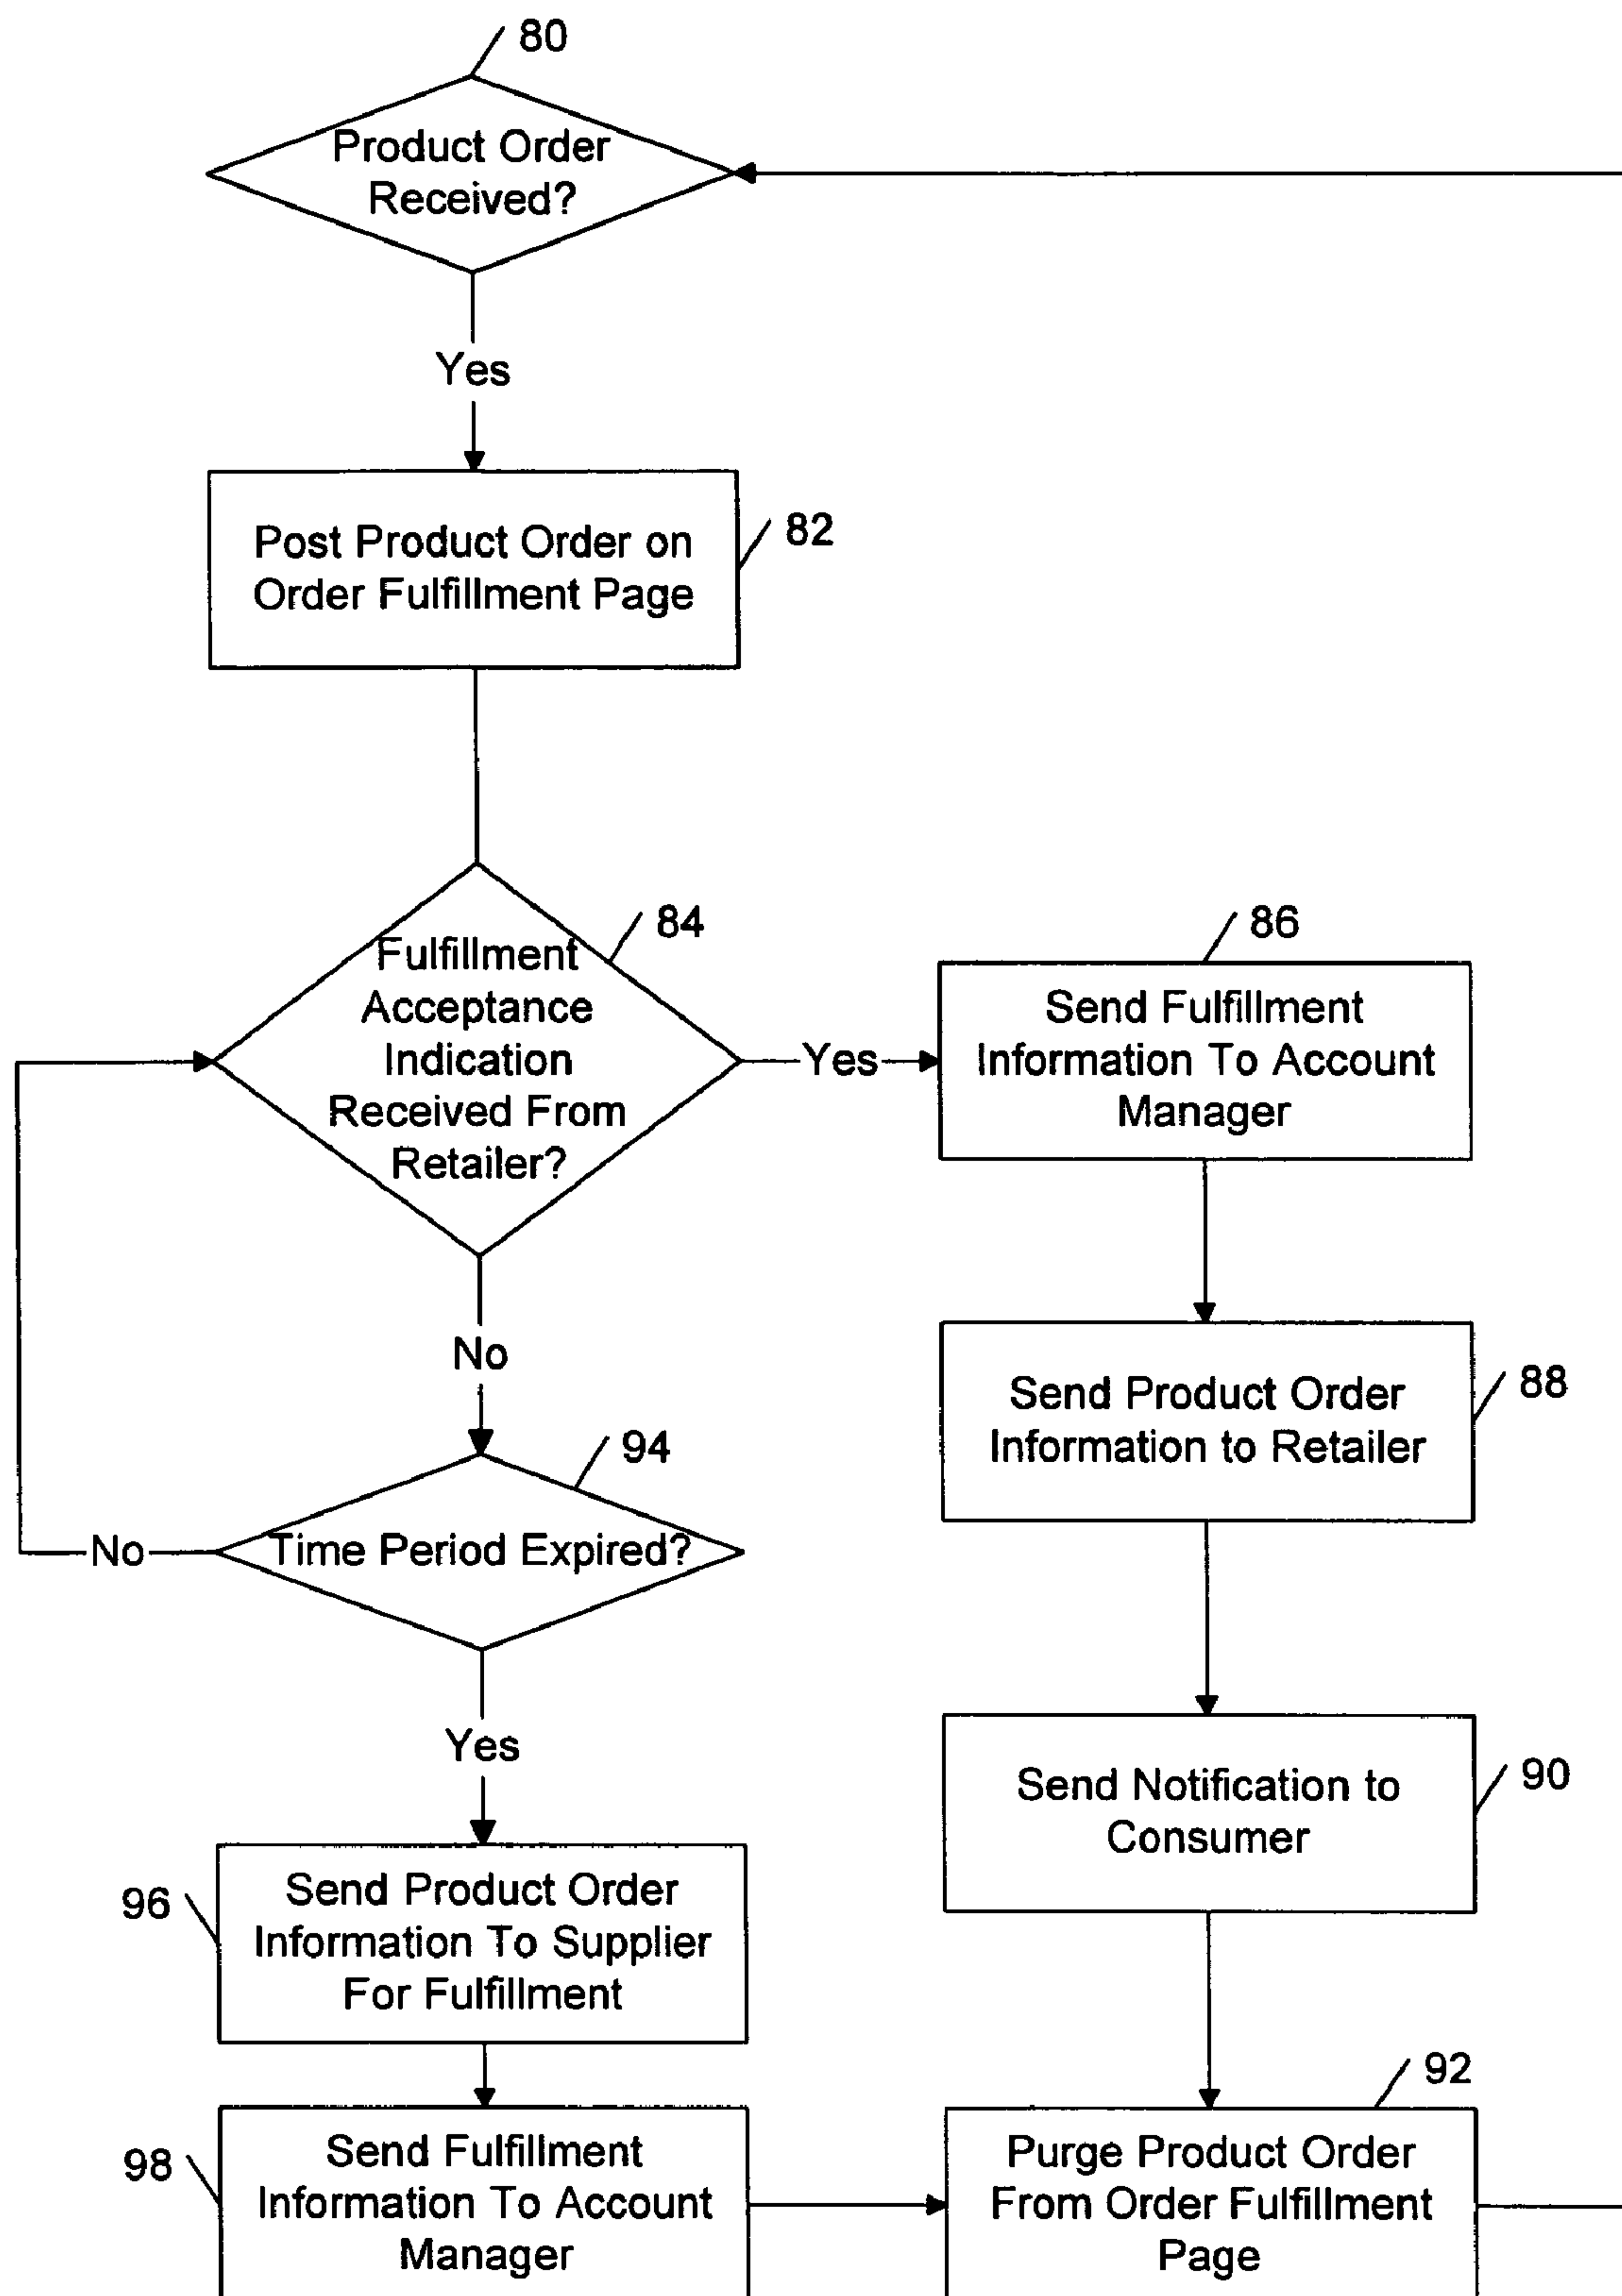 80
Product Order
Received?
Yes
Post Product Order on
Order Fulfillment Page
82
Fulfillment
Acceptance
Indication
Received From
Retailer?
84
Yes
86
Send Fulfillment
Information To Account
Manager
No
Send Product Order
Information to Retailer
88
94
Time Period Expired?
No
Yes
Send Notification to
Consumer
90
96
Send Product Order
Information To Supplier
For Fulfillment
98
Send Fulfillment
Information To Account
Manager
92
Purge Product Order
From Order Fulfillment
Page